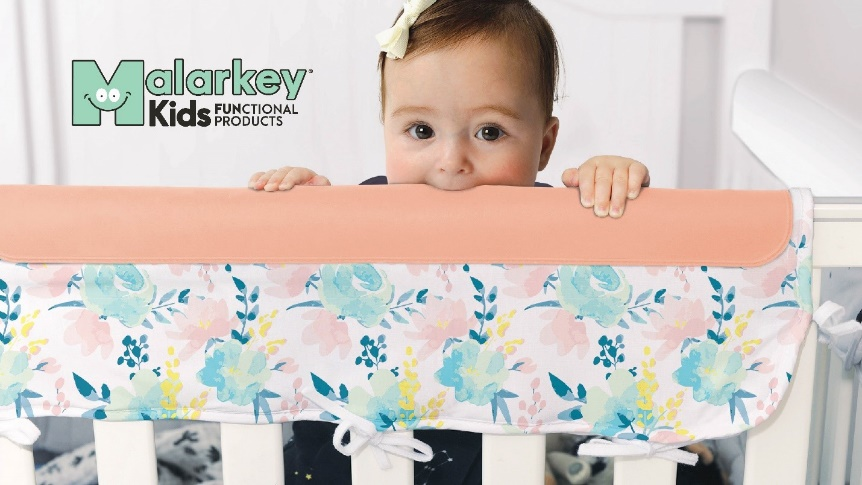 Malarkey
Kids FUNCTIONAL
PRODUCTS